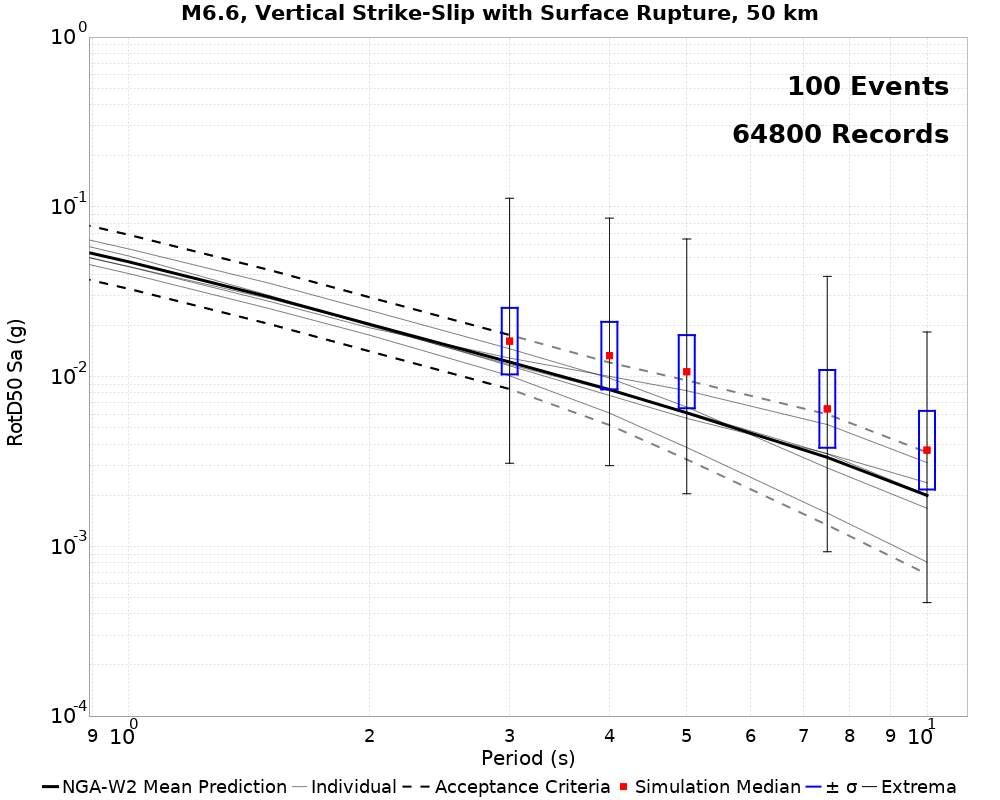 M6.6, Vertical Strike-Slip with Surface Rupture, 50 km
100 Events
64800 Records
RotD50 Sa (g)
10^0
10^-1
10^-2
10^-3
10^-4
9 10^0 2 3 4 5 6 7 8 9 10^1
Period (s)
NGA-W2 Mean Prediction Individual Acceptance Criteria Simulation Median ± σ Extrema